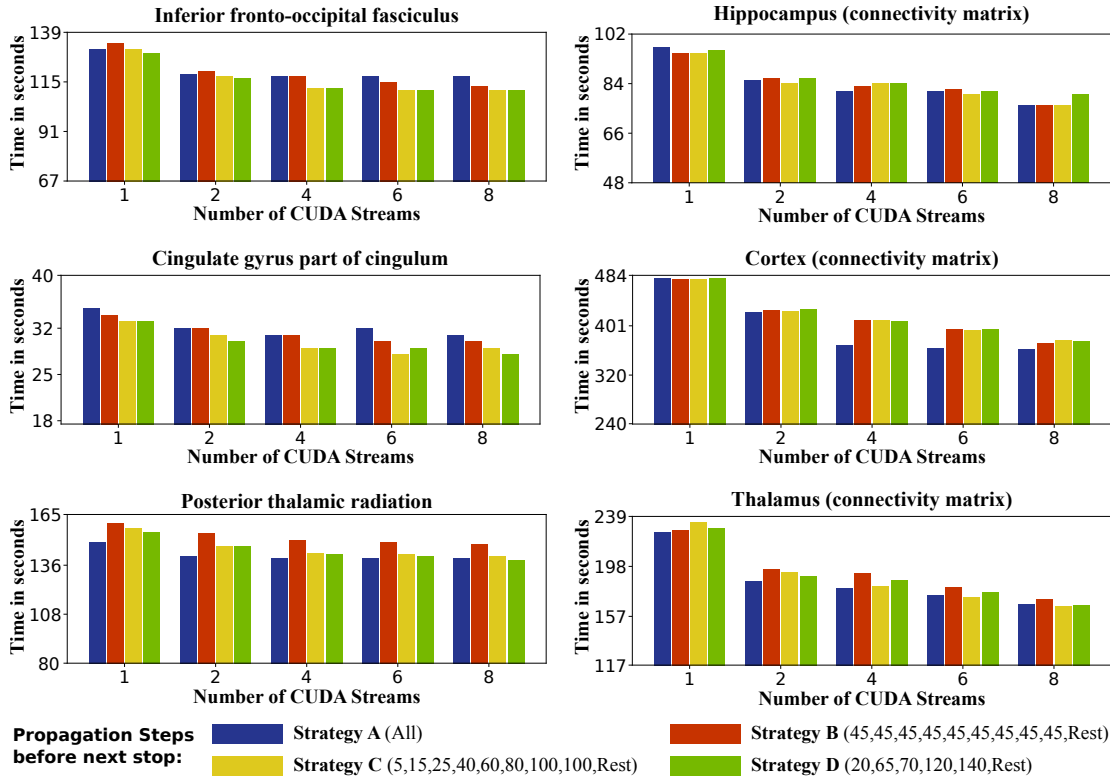 Inferior fronto-occipital fasciculus
Time in seconds
139
115
91
67
1 2 4 6 8
Number of CUDA Streams
Hippocampus (connectivity matrix)
Time in seconds
102
84
66
48
1 2 4 6 8
Number of CUDA Streams
Cingulate gyrus part of cingulum
Time in seconds
40
32
25
18
1 2 4 6 8
Number of CUDA Streams
Cortex (connectivity matrix)
Time in seconds
484
401
320
240
1 2 4 6 8
Number of CUDA Streams
Posterior thalamic radiation
Time in seconds
165
136
108
80
1 2 4 6 8
Number of CUDA Streams
Thalamus (connectivity matrix)
Time in seconds
239
198
157
117
1 2 4 6 8
Number of CUDA Streams
Propagation Steps
before next stop:
Strategy A (All)
Strategy B (45,45,45,45,45,45,45,45,45,45,Rest)
Strategy C (5,15,25,40,60,80,100,100,Rest)
Strategy D (20,65,70,120,140,Rest)